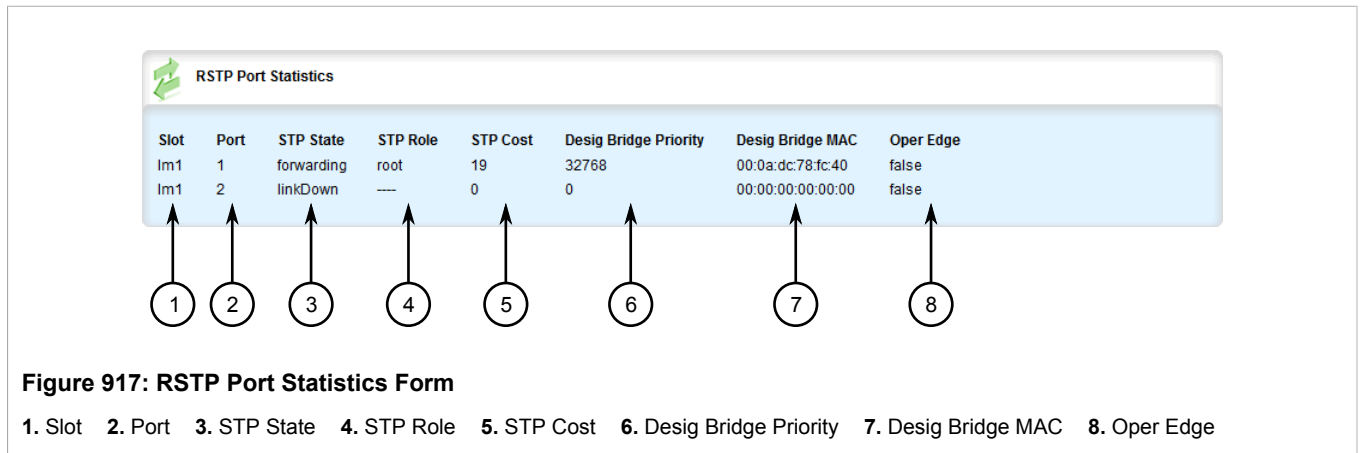 RSTP Port Statistics
Slot Port STP State STP Role STP Cost Desig Bridge Priority Desig Bridge MAC Oper Edge
lm1 1 forwarding root 19 32768 00:0a:dc:78:fc:40 false
lm1 2 linkDown ---- 0 0 00:00:00:00:00:00 false
1 2 3 4 5 6 7 8
Figure 917: RSTP Port Statistics Form
1. Slot 2. Port 3. STP State 4. STP Role 5. STP Cost 6. Desig Bridge Priority 7. Desig Bridge MAC 8. Oper Edge